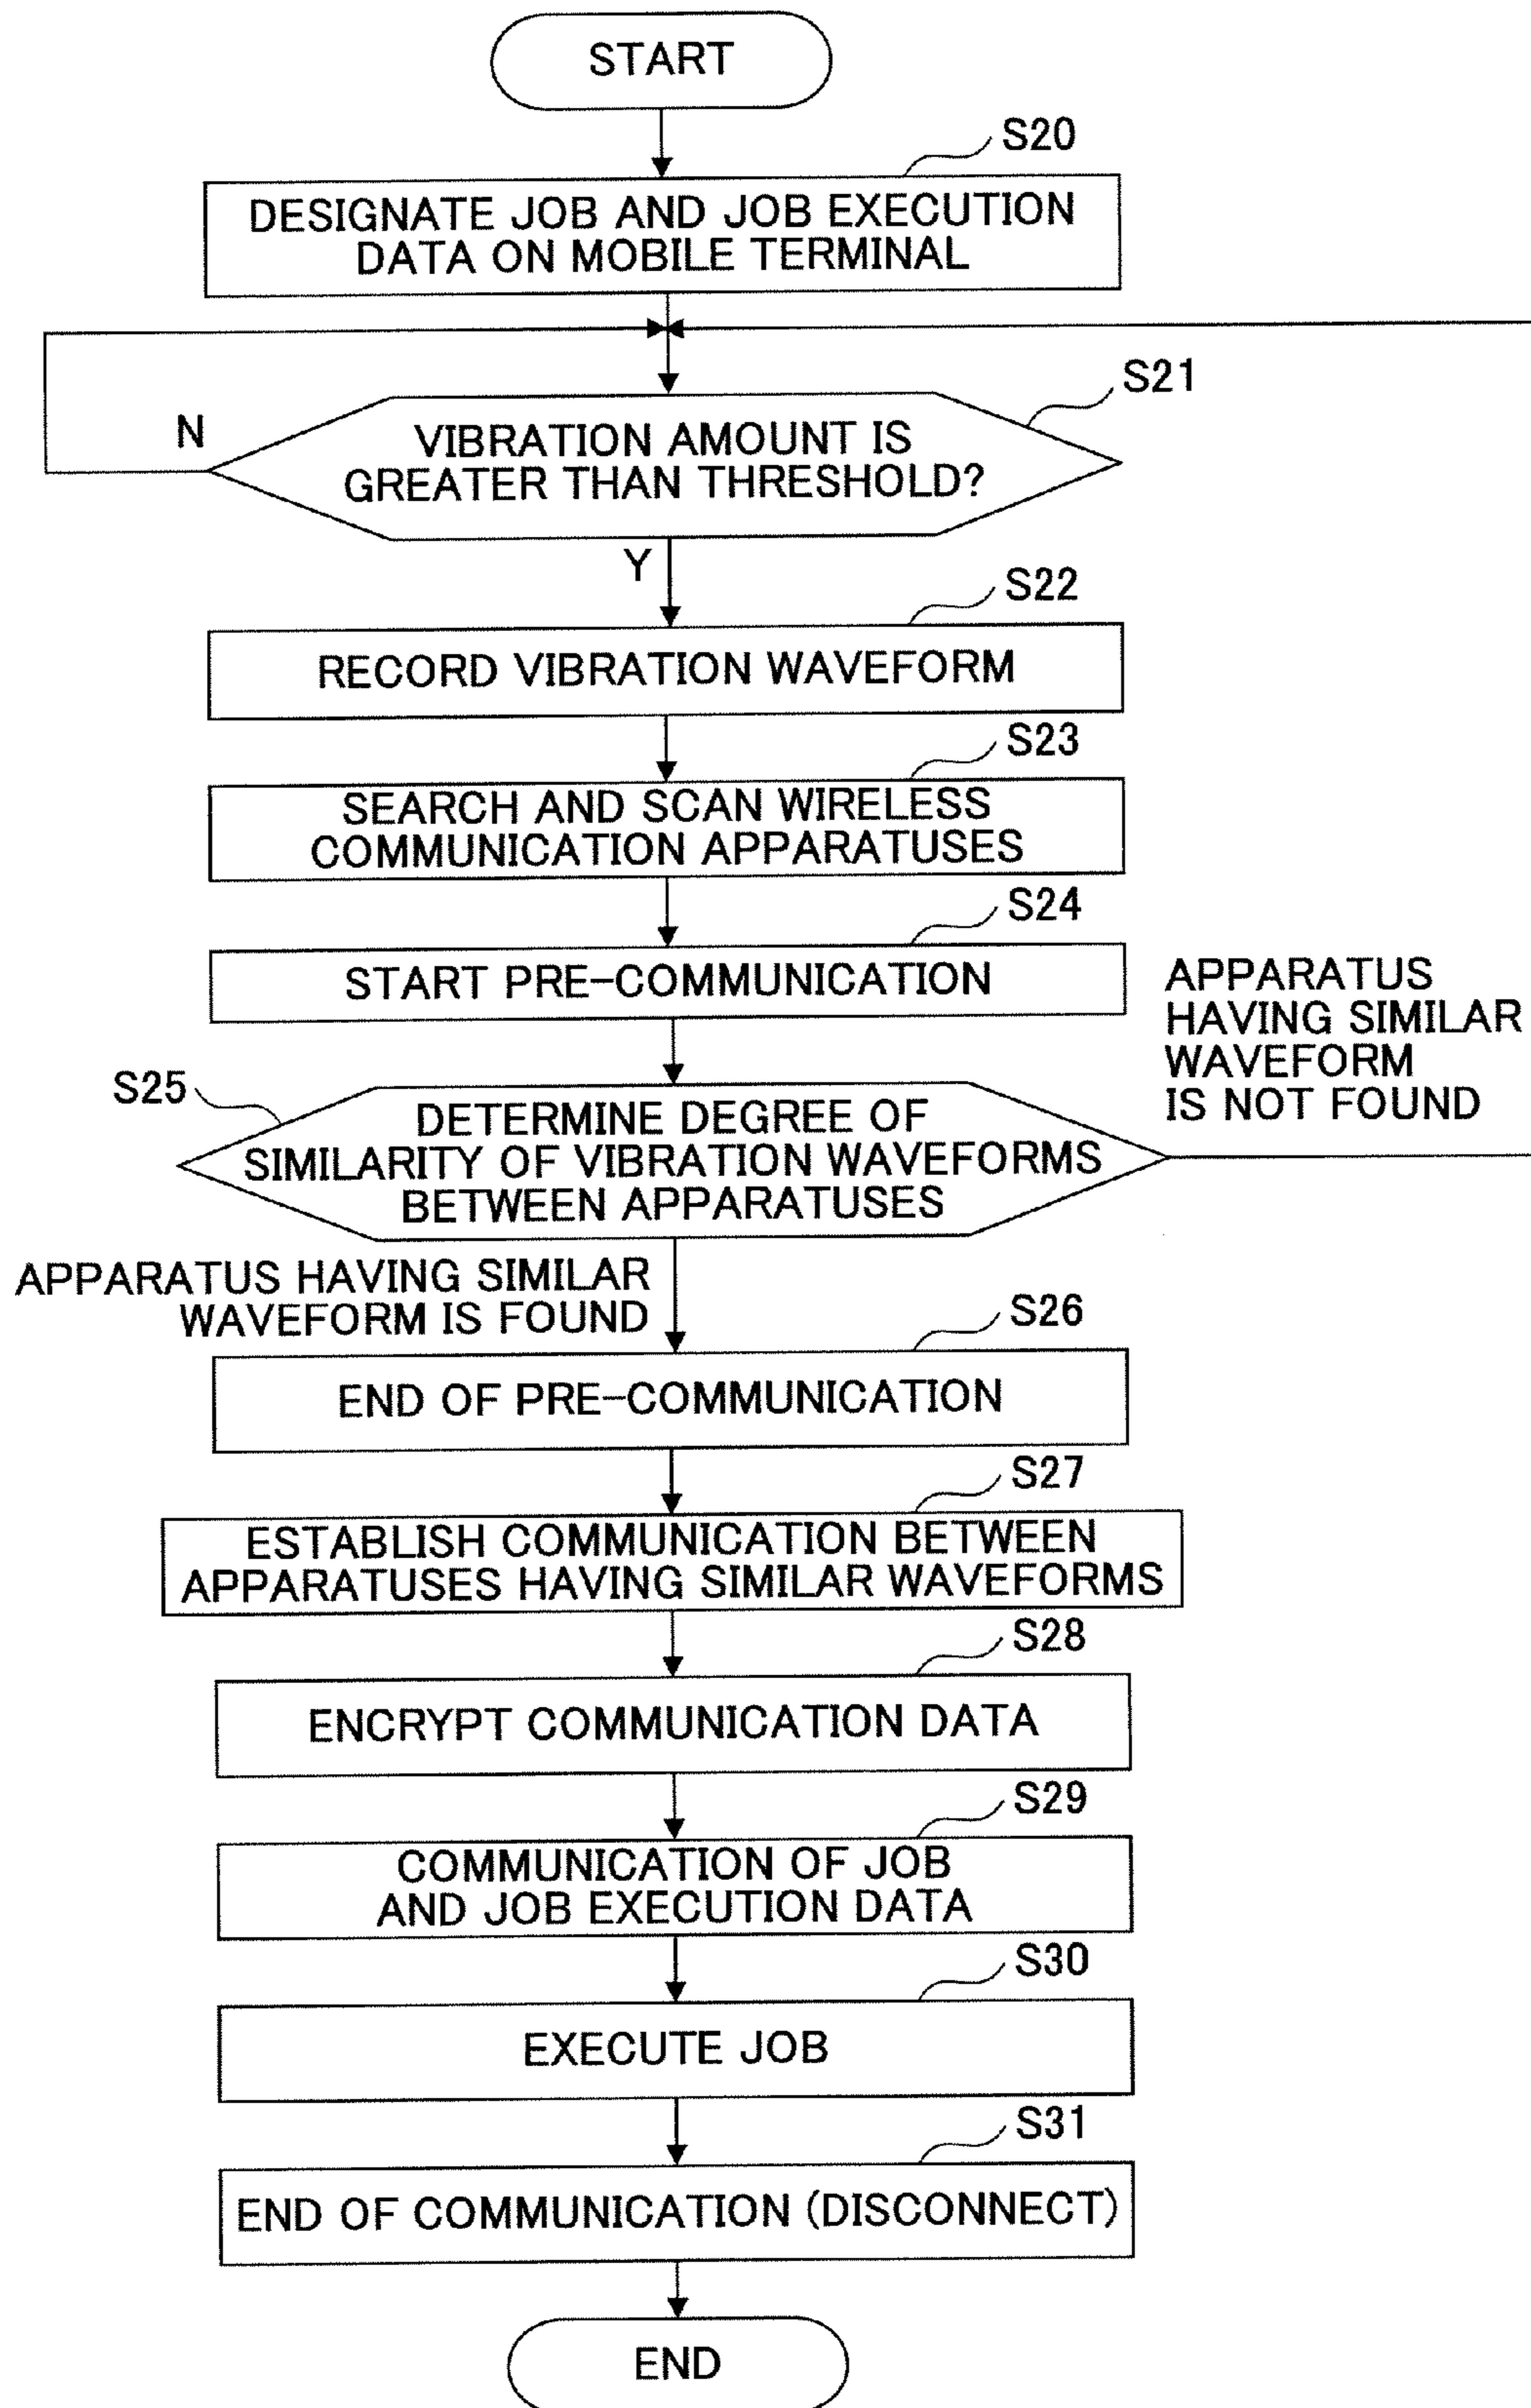 START
S20
DESIGNATE JOB AND JOB EXECUTION
DATA ON MOBILE TERMINAL
S21
N
VIBRATION AMOUNT IS
GREATER THAN THRESHOLD?
Y
S22
RECORD VIBRATION WAVEFORM
S23
SEARCH AND SCAN WIRELESS
COMMUNICATION APPARATUSES
S24
START PRE-COMMUNICATION
APPARATUS
HAVING SIMILAR
WAVEFORM
IS NOT FOUND
S25
DETERMINE DEGREE OF
SIMILARITY OF VIBRATION WAVEFORMS
BETWEEN APPARATUSES
APPARATUS HAVING SIMILAR
WAVEFORM IS FOUND
S26
END OF PRE-COMMUNICATION
S27
ESTABLISH COMMUNICATION BETWEEN
APPARATUSES HAVING SIMILAR WAVEFORMS
S28
ENCRYPT COMMUNICATION DATA
S29
COMMUNICATION OF JOB
AND JOB EXECUTION DATA
S30
EXECUTE JOB
S31
END OF COMMUNICATION (DISCONNECT)
END